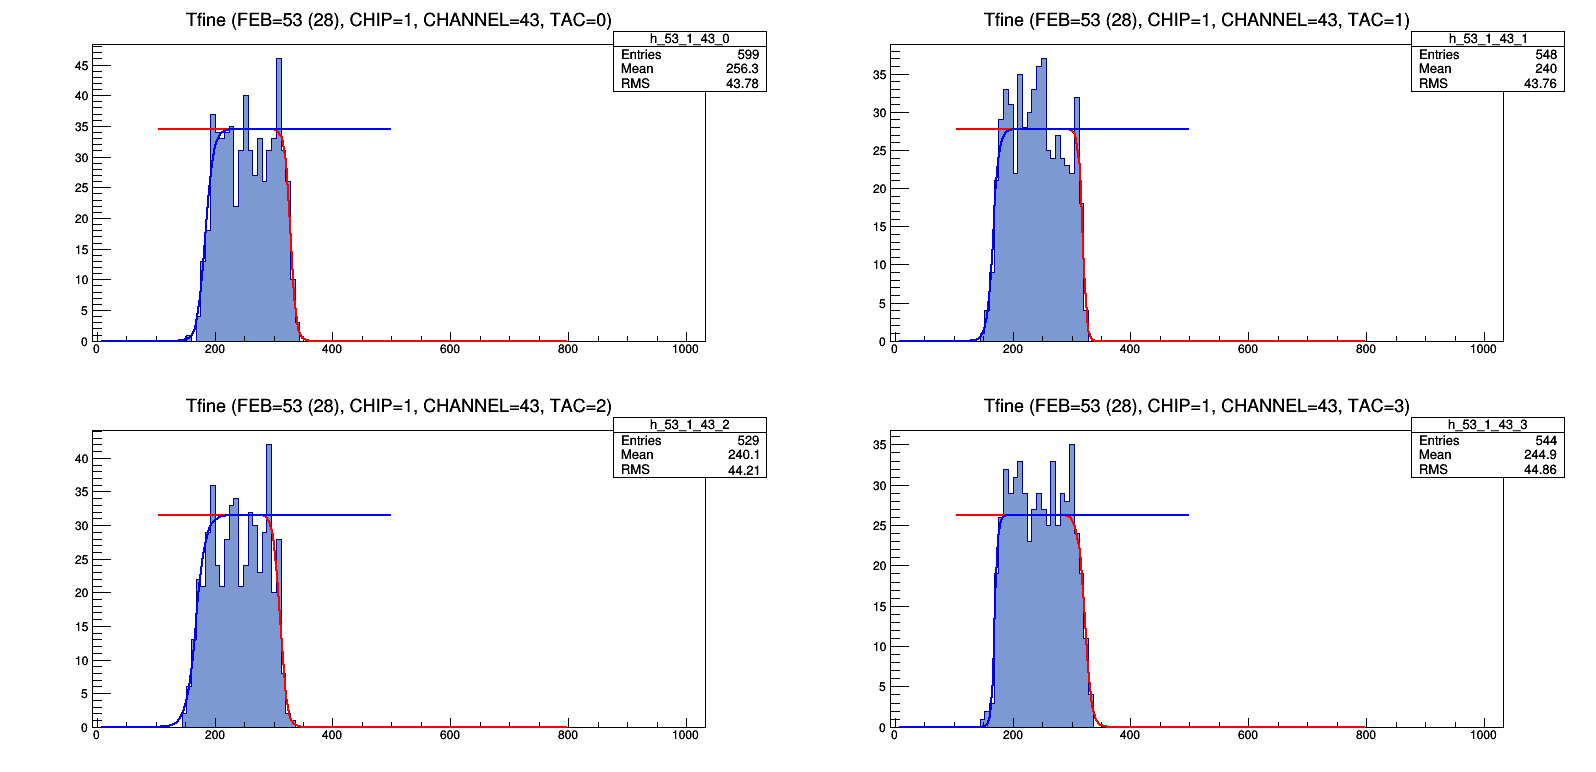 Tfine (FEB=53 (28), CHIP=1, CHANNEL=43, TAC=0)
h_53_1_43_0
Entries 599
Mean 256.3
RMS 43.78
45
40
35
30
25
20
15
10
5
0
0 200 400 600 800 1000
Tfine (FEB=53 (28), CHIP=1, CHANNEL=43, TAC=1)
h_53_1_43_1
Entries 548
Mean 240
RMS 43.76
35
30
25
20
15
10
5
0
0 200 400 600 800 1000
Tfine (FEB=53 (28), CHIP=1, CHANNEL=43, TAC=2)
h_53_1_43_2
Entries 529
Mean 240.1
RMS 44.21
40
35
30
25
20
15
10
5
0
0 200 400 600 800 1000
Tfine (FEB=53 (28), CHIP=1, CHANNEL=43, TAC=3)
h_53_1_43_3
Entries 544
Mean 244.9
RMS 44.86
35
30
25
20
15
10
5
0
0 200 400 600 800 1000